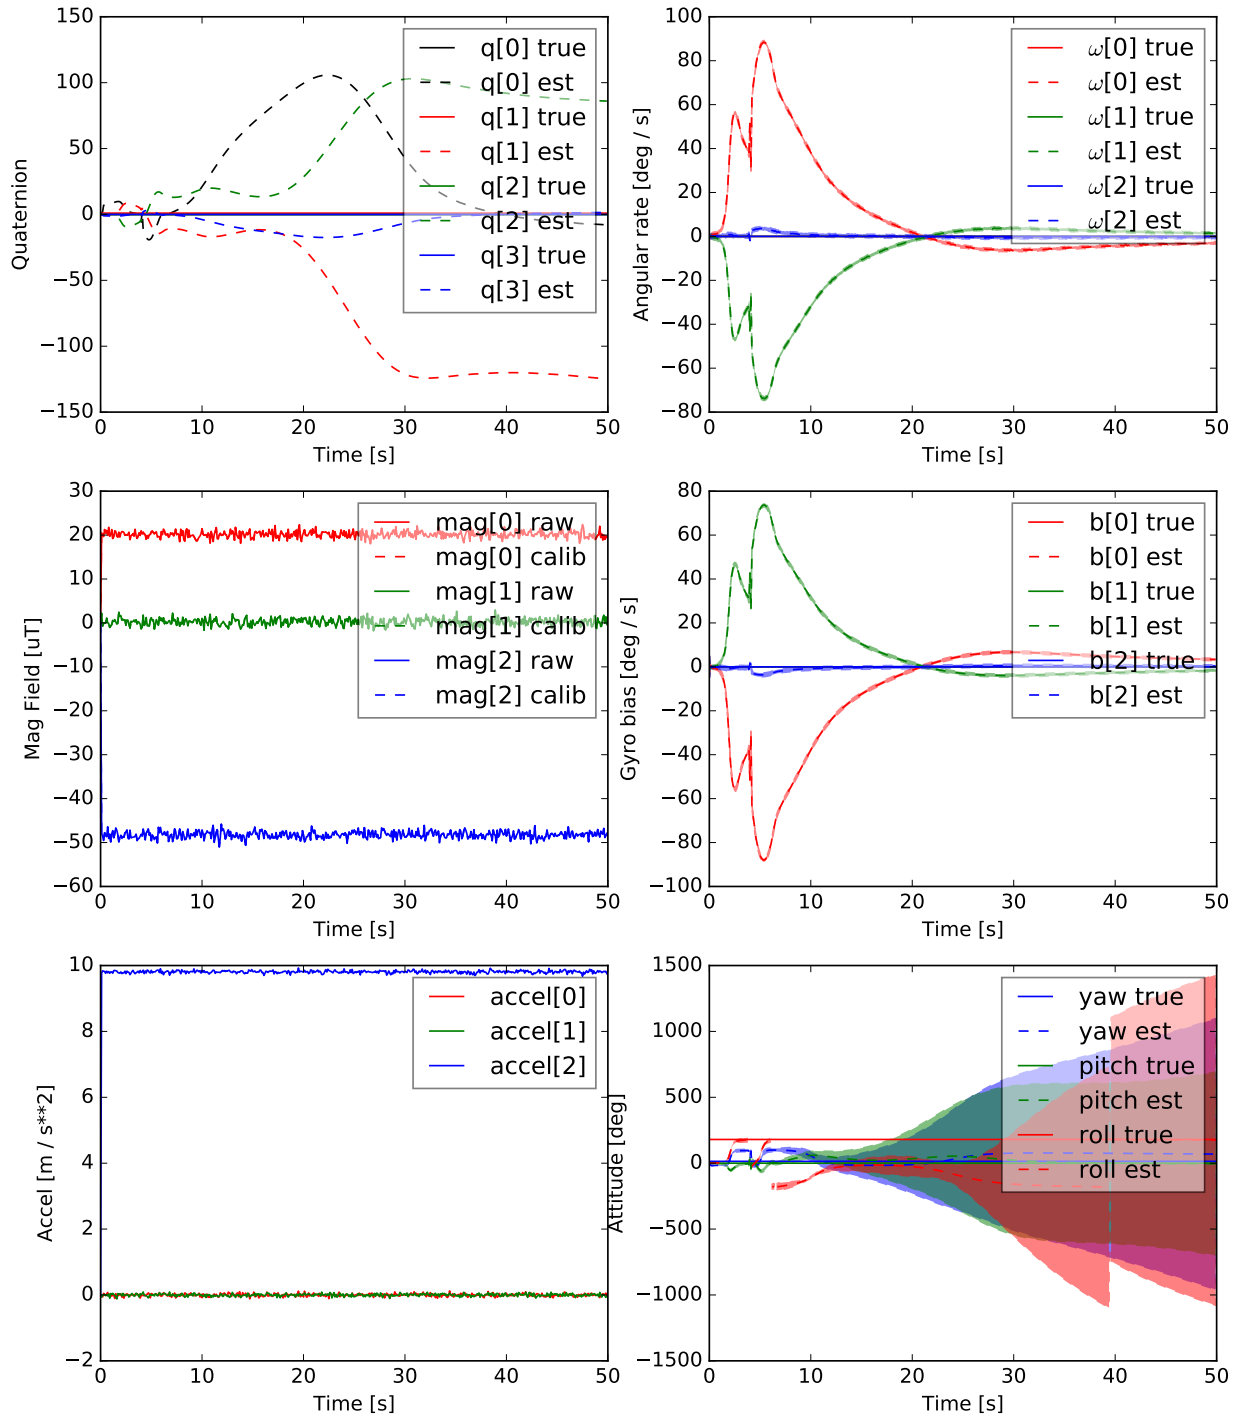 150
100
50
0
−50
−100
−150
0 10 20 30 40 50
Quaternion
Time [s]
q[0] true
q[0] est
q[1] true
q[1] est
q[2] true
q[2] est
q[3] true
q[3] est
100
80
60
40
20
0
−20
−40
−60
−80
0 10 20 30 40 50
Angular rate [deg / s]
Time [s]
ω[0] true
ω[0] est
ω[1] true
ω[1] est
ω[2] true
ω[2] est
30
20
10
0
−10
−20
−30
−40
−50
−60
0 10 20 30 40 50
Mag Field [uT]
Time [s]
mag[0] raw
mag[0] calib
mag[1] raw
mag[1] calib
mag[2] raw
mag[2] calib
80
60
40
20
0
−20
−40
−60
−80
−100
0 10 20 30 40 50
Gyro bias [deg / s]
Time [s]
b[0] true
b[0] est
b[1] true
b[1] est
b[2] true
b[2] est
10
8
6
4
2
0
−2
0 10 20 30 40 50
Accel [m / s**2]
Time [s]
accel[0]
accel[1]
accel[2]
1500
1000
500
0
−500
−1000
−1500
0 10 20 30 40 50
Attitude [deg]
Time [s]
yaw true
yaw est
pitch true
pitch est
roll true
roll est